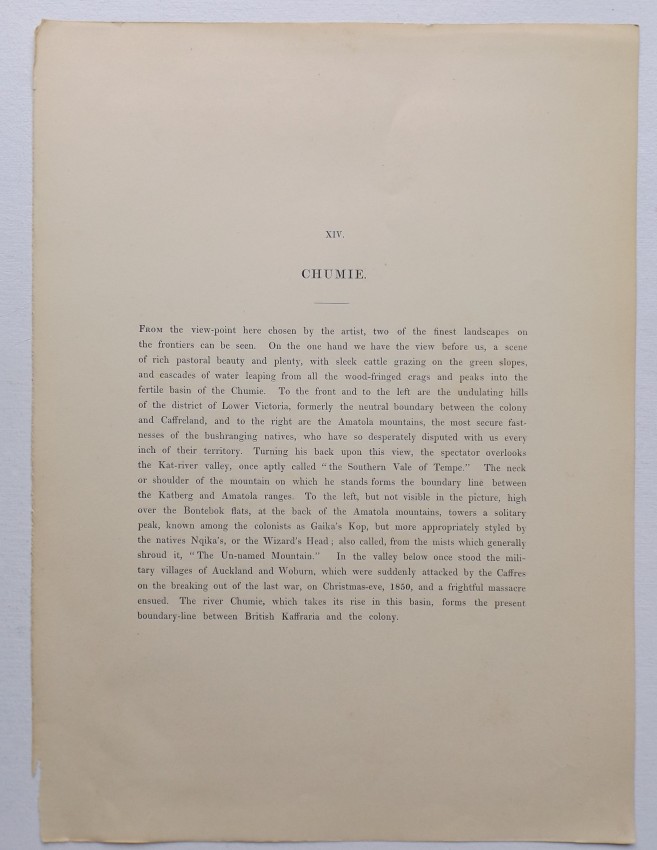 XIV.
CHUMIE.
From the view-point here chosen by the artist, two of the finest landscapes on
the frontiers can be seen. On the one hand we have the view before us, a scene
of rich pastoral beauty and plenty, with sleek cattle grazing on the green slopes,
and cascades of water leaping from all the wood-fringed crags and peaks into the
fertile basin of the Chumie. To the front and to the left are the undulating hills
of the district of Lower Victoria, formerly the neutral boundary between the colony
and Caffreland, and to the right are the Amatola mountains, the most secure fast-
nesses of the bushranging natives, who have so desperately disputed with us every
inch of their territory. Turning his back upon this view, the spectator overlooks
the Kat-river valley, once aptly called "the Southern Vale of Tempe." The neck
or shoulder of the mountain on which he stands forms the boundary line between
the Katberg and Amatola ranges. To the left, but not visible in the picture, high
over the Bontebok flats, at the back of the Amatola mountains, towers a solitary
peak, known among the colonists as Gaika's Kop, but more appropriately styled by
the natives Nqika's, or the Wizard's Head; also called, from the mists which generally
shroud it, "The Un-named Mountain." In the valley below once stood the mili-
tary villages of Auckland and Woburn, which were suddenly attacked by the Caffres
on the breaking out of the last war, on Christmas-eve, 1850, and a frightful massacre
ensued. The river Chumie, which takes its rise in this basin, forms the present
boundary-line between British Kaffraria and the colony.